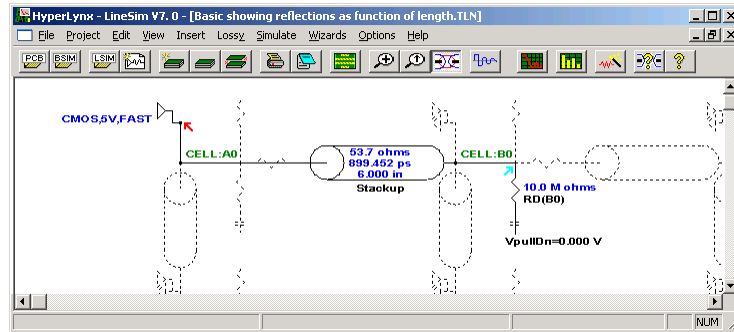 HyperLynx - LineSim V7.0 - [Basic showing reflections as function of length.TLN]
File Project Edit View Insert Lossy Simulate Wizards Options Help
PCB BSIM LSIM
CMOS,5V,FAST
CELL:A0
53.7 ohms
899.452 ps
6.000 in
Stackup
CELL:B0
10.0 M ohms
RD(B0)
VpullDn=0.000 V
NUM